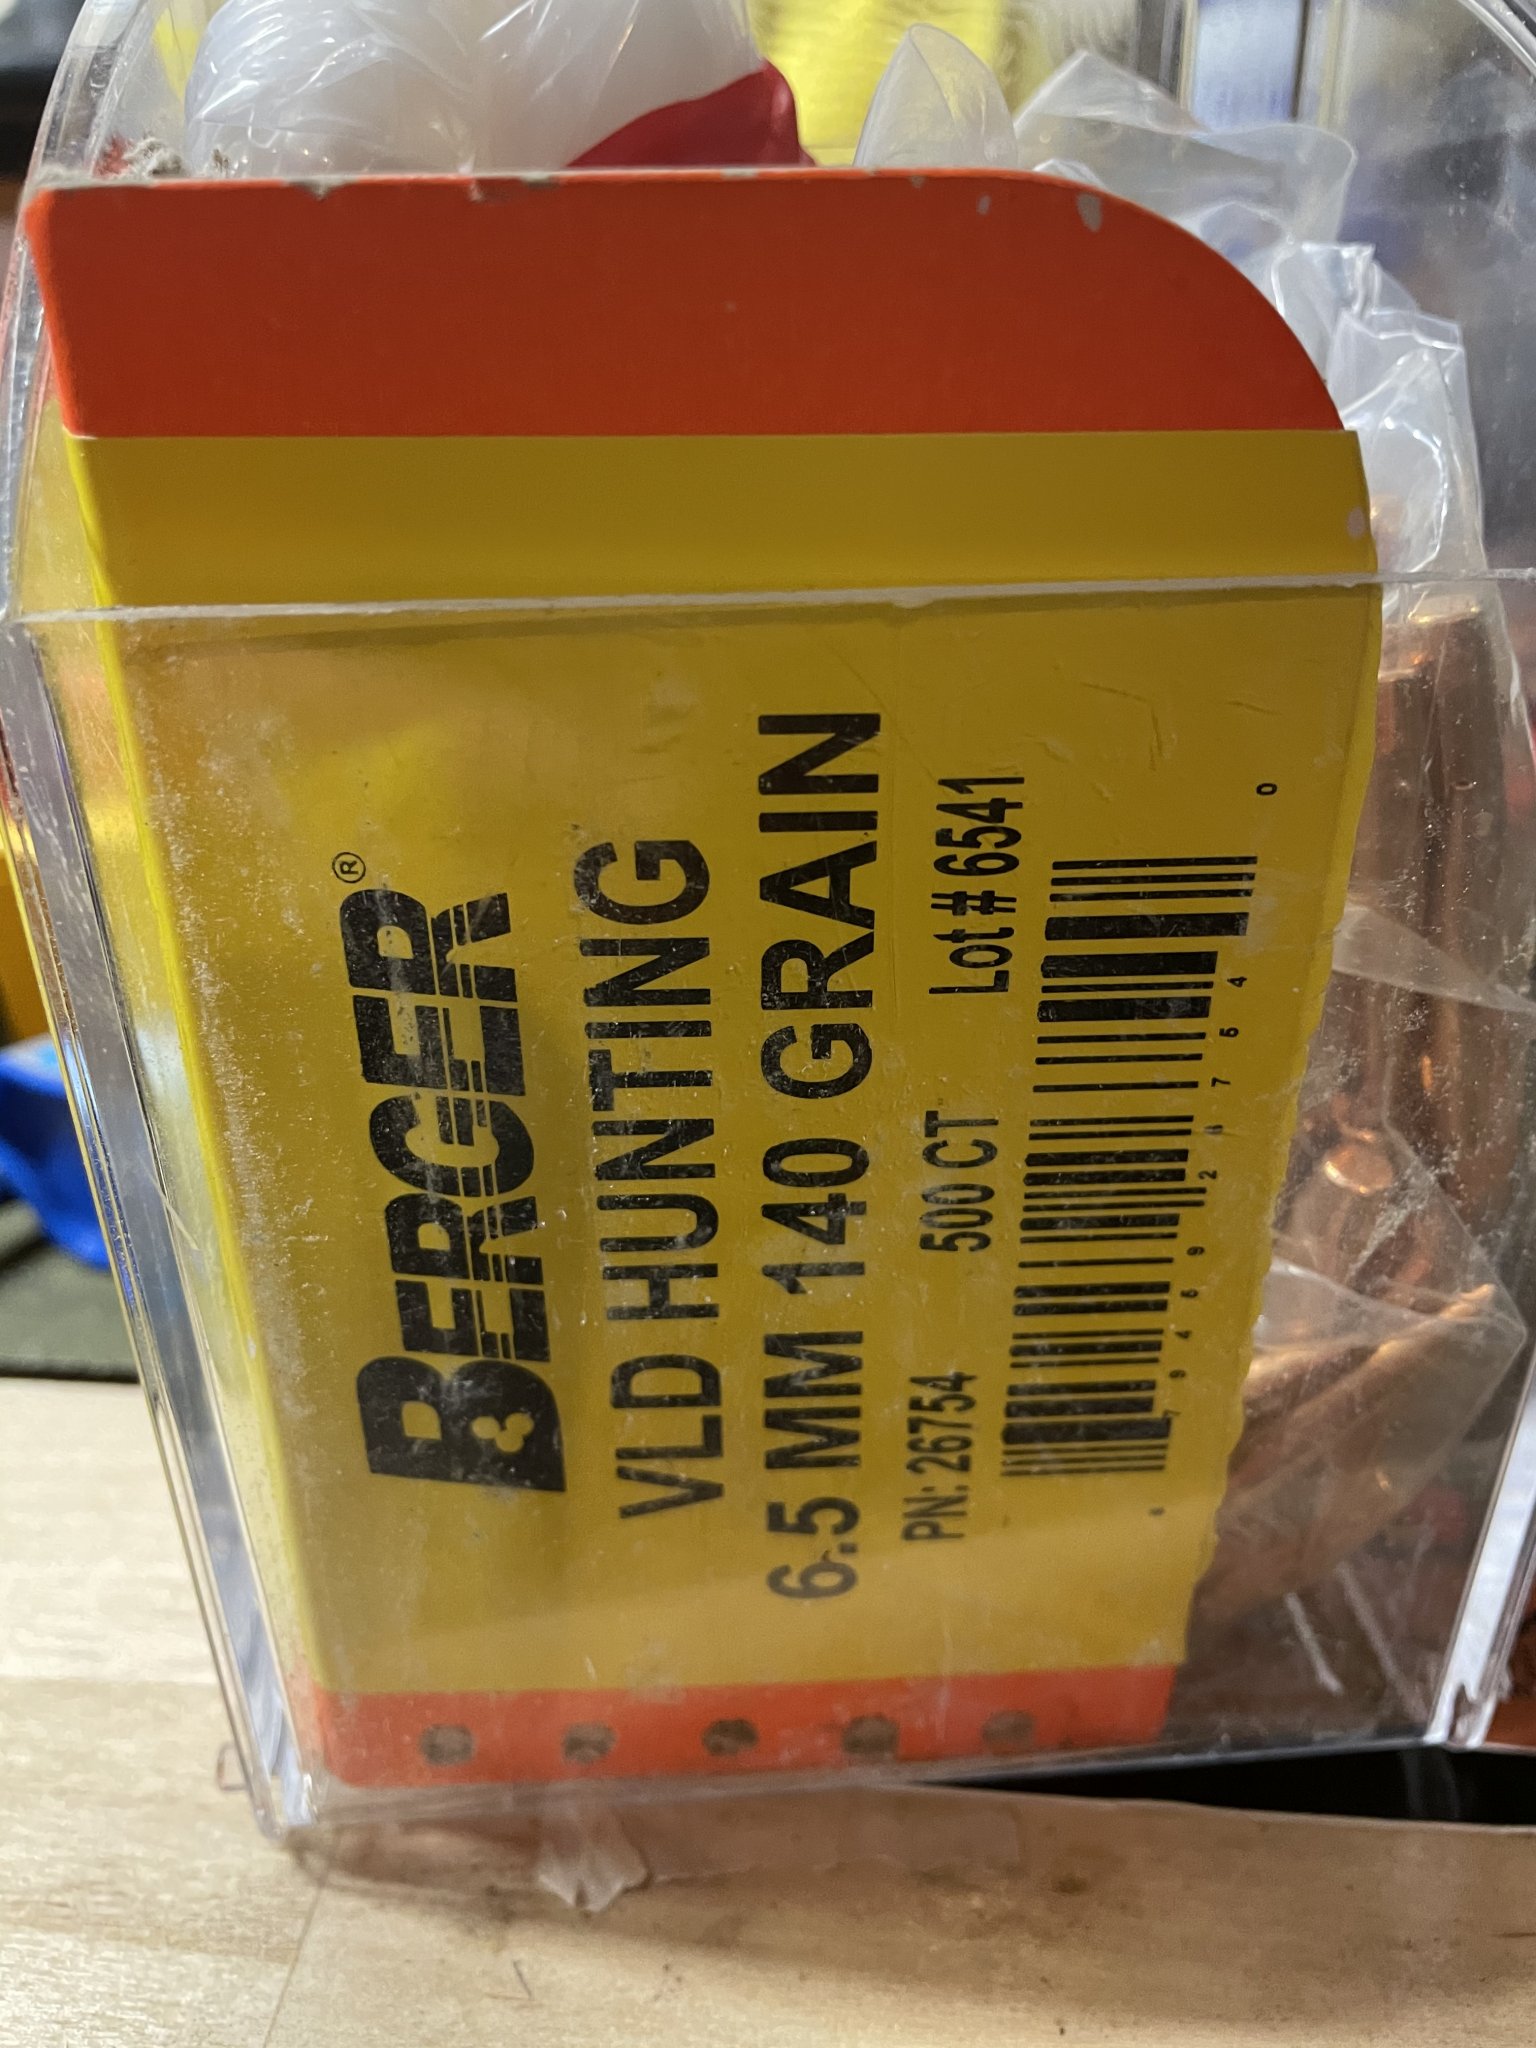 BERGER®
VLD HUNTING
6.5 MM 140 GRAIN
PN: 26754 500 CT Lot # 6541